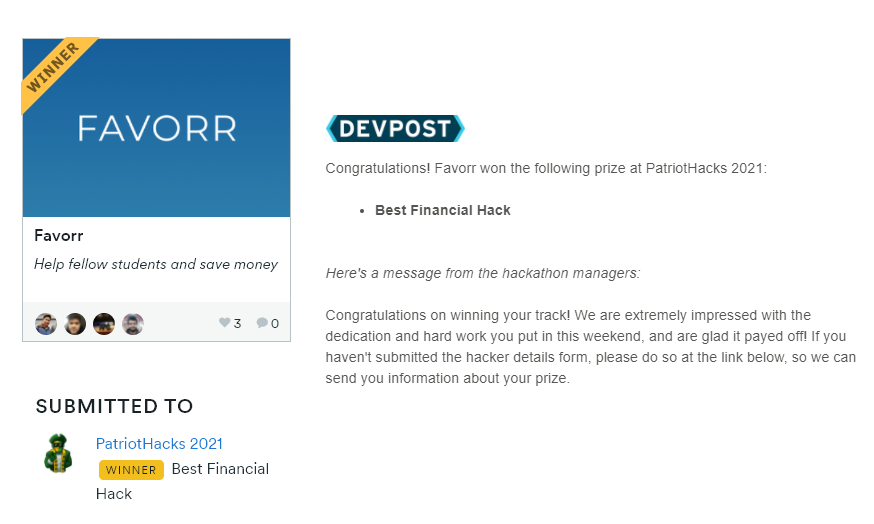 WINNER
FAVORR
Favorr
Help fellow students and save money
3
0
SUBMITTED TO
PatriotHacks 2021
WINNER Best Financial
Hack
DEVPOST
Congratulations! Favorr won the following prize at PatriotHacks 2021:
• Best Financial Hack
Here's a message from the hackathon managers:
Congratulations on winning your track! We are extremely impressed with the
dedication and hard work you put in this weekend, and are glad it payed off! If you
haven't submitted the hacker details form, please do so at the link below, so we can
send you information about your prize.